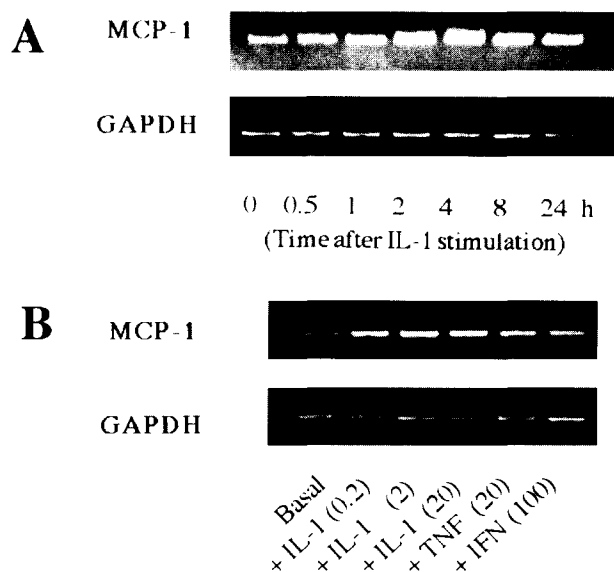 A
MCP-1
GAPDH
0 0.5 1 2 4 8 24 h
(Time after IL-1 stimulation)
B
MCP-1
GAPDH
Basal
+ IL-1 (0.2)
+ IL-1 (2)
+ IL-1 (20)
+ TNF (20)
+ IFN (100)